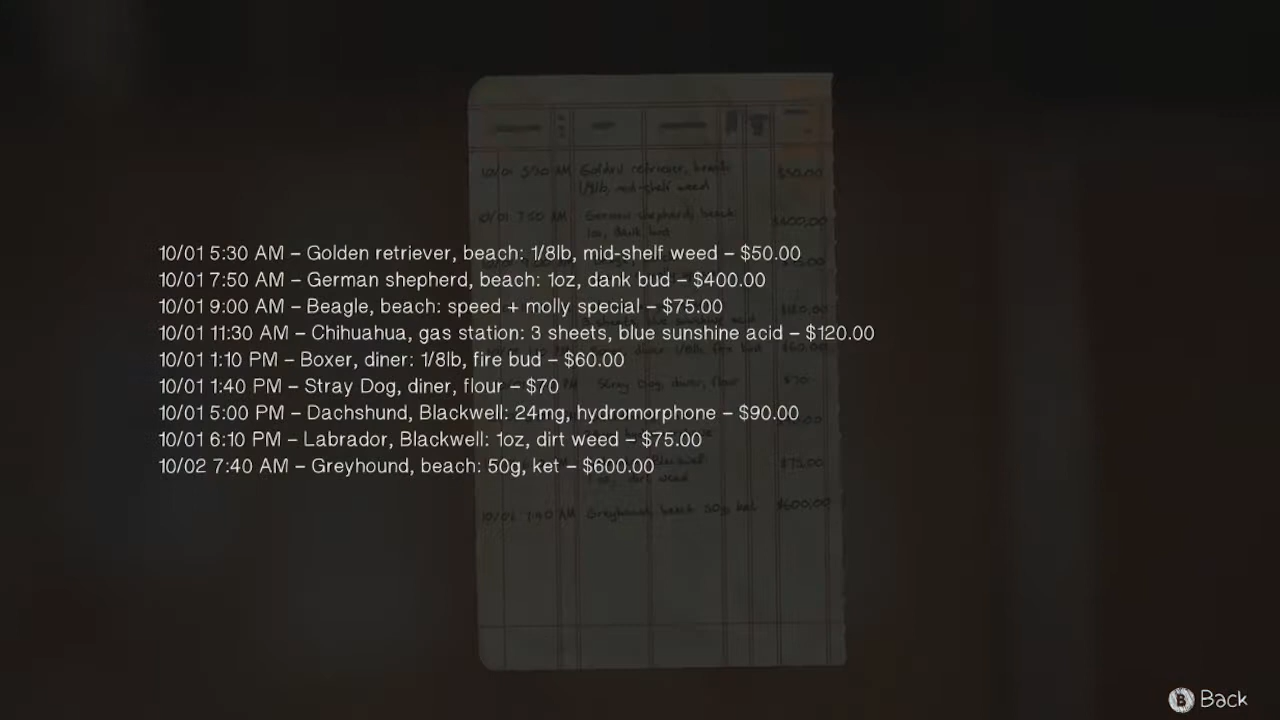 10/01 5:30 AM – Golden retriever, beach: 1/8lb, mid-shelf weed – $50.00
10/01 7:50 AM – German shepherd, beach: 1oz, dank bud – $400.00
10/01 9:00 AM – Beagle, beach: speed + molly special – $75.00
10/01 11:30 AM – Chihuahua, gas station: 3 sheets, blue sunshine acid – $120.00
10/01 1:10 PM – Boxer, diner: 1/8lb, fire bud – $60.00
10/01 1:40 PM – Stray Dog, diner, flour – $70
10/01 5:00 PM – Dachshund, Blackwell: 24mg, hydromorphone – $90.00
10/01 6:10 PM – Labrador, Blackwell: 1oz, dirt weed – $75.00
10/02 7:40 AM – Greyhound, beach: 50g, ket – $600.00
B Back